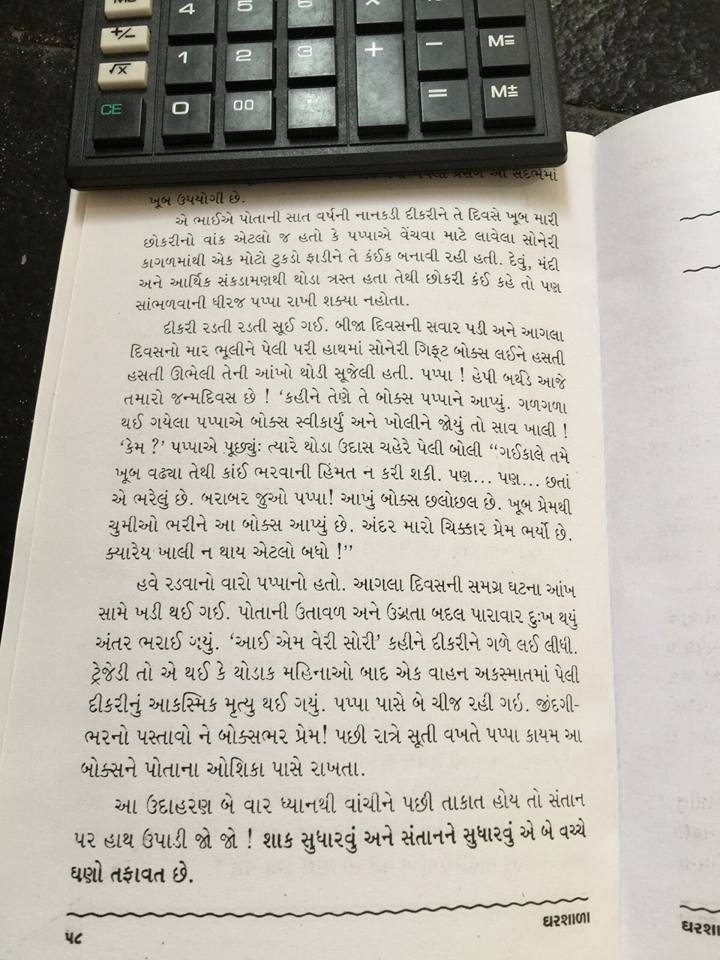 4 5 6 ×
+/− 1 2 3 + − M=
√x
CE 0 00 = M±
પ્રસંગ આ સંદર્ભમાં
ખૂબ ઉપયોગી છે.
એ ભાઈએ પોતાની સાત વર્ષની નાનકડી દીકરીને તે દિવસે ખૂબ મારી
છોકરીનો વાંક એટલો જ હતો કે પપ્પાએ વેંચવા માટે લાવેલા સોનેરી
કાગળમાંથી એક મોટો ટુકડો ફાડીને તે કંઈક બનાવી રહી હતી. દેવું, મંદી
અને આર્થિક સંકડામણથી થોડા ત્રસ્ત હતા તેથી છોકરી કંઈ કહે તો પણ
સાંભળવાની ધીરજ પપ્પા રાખી શક્યા નહોતા.
દીકરી રડતી રડતી સૂઈ ગઈ. બીજા દિવસની સવાર પડી અને આગલા
દિવસનો માર ભૂલીને પેલી પરી હાથમાં સોનેરી ગિફ્ટ બોક્સ લઈને હસતી
હસતી ઊભેલી તેની આંખો થોડી સૂજેલી હતી. પપ્પા ! હેપી બર્થડે આજે
તમારો જન્મદિવસ છે ! ‘કહીને તેણે તે બોક્સ પપ્પાને આપ્યું. ગળગળા
થઈ ગયેલા પપ્પાએ બોક્સ સ્વીકાર્યું અને ખોલીને જોયું તો સાવ ખાલી !
‘કેમ ?’ પપ્પાએ પૂછ્યુંઃ ત્યારે થોડા ઉદાસ ચહેરે પેલી બોલી “ગઈકાલે તમે
ખૂબ વઢ્યા તેથી કાંઈ ભરવાની હિંમત ન કરી શકી. પણ... પણ... છતાં
એ ભરેલું છે. બરાબર જુઓ પપ્પા! આખું બોક્સ છલોછલ છે. ખૂબ પ્રેમથી
ચુમીઓ ભરીને આ બોક્સ આપ્યું છે. અંદર મારો ચિક્કાર પ્રેમ ભર્યો છે.
ક્યારેય ખાલી ન થાય એટલો બધો !”
હવે રડવાનો વારો પપ્પાનો હતો. આગલા દિવસની સમગ્ર ઘટના આંખ
સામે ખડી થઈ ગઈ. પોતાની ઉતાવળ અને ઉગ્રતા બદલ પારાવાર દુઃખ થયું
અંતર ભરાઈ ગયું. ‘આઈ એમ વેરી સોરી’ કહીને દીકરીને ગળે લઈ લીધી.
ટ્રેજેડી તો એ થઈ કે થોડાક મહિનાઓ બાદ એક વાહન અકસ્માતમાં પેલી
દીકરીનું આકસ્મિક મૃત્યુ થઈ ગયું. પપ્પા પાસે બે ચીજ રહી ગઇ. જીંદગી-
ભરનો પસ્તાવો ને બોક્સભર પ્રેમ! પછી રાત્રે સૂતી વખતે પપ્પા કાયમ આ
બોક્સને પોતાના ઓશિકા પાસે રાખતા.
આ ઉદાહરણ બે વાર ધ્યાનથી વાંચીને પછી તાકાત હોય તો સંતાન
પર હાથ ઉપાડી જો જો ! શાક સુધારવું અને સંતાનને સુધારવું એ બે વચ્ચે
ઘણો તફાવત છે.
૫૮ ઘરશાળા